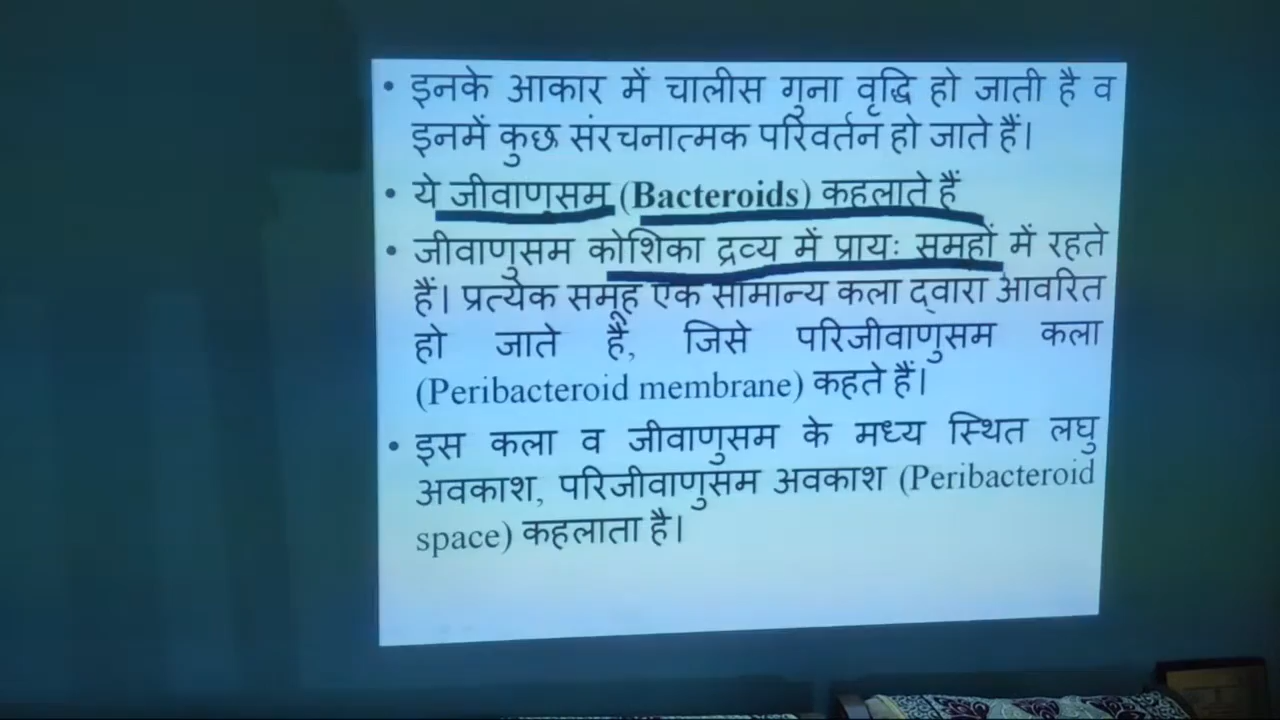 • इनके आकार में चालीस गुना वृद्धि हो जाती है व
इनमें कुछ संरचनात्मक परिवर्तन हो जाते हैं।
• ये जीवाणुसम (Bacteroids) कहलाते हैं
• जीवाणुसम कोशिका द्रव्य में प्रायः समूहों में रहते
हैं। प्रत्येक समूह एक सामान्य कला द्वारा आवरित
हो जाते हैं, जिसे परिजीवाणुसम कला
(Peribacteroid membrane) कहते हैं।
• इस कला व जीवाणुसम के मध्य स्थित लघु
अवकाश, परिजीवाणुसम अवकाश (Peribacteroid
space) कहलाता है।